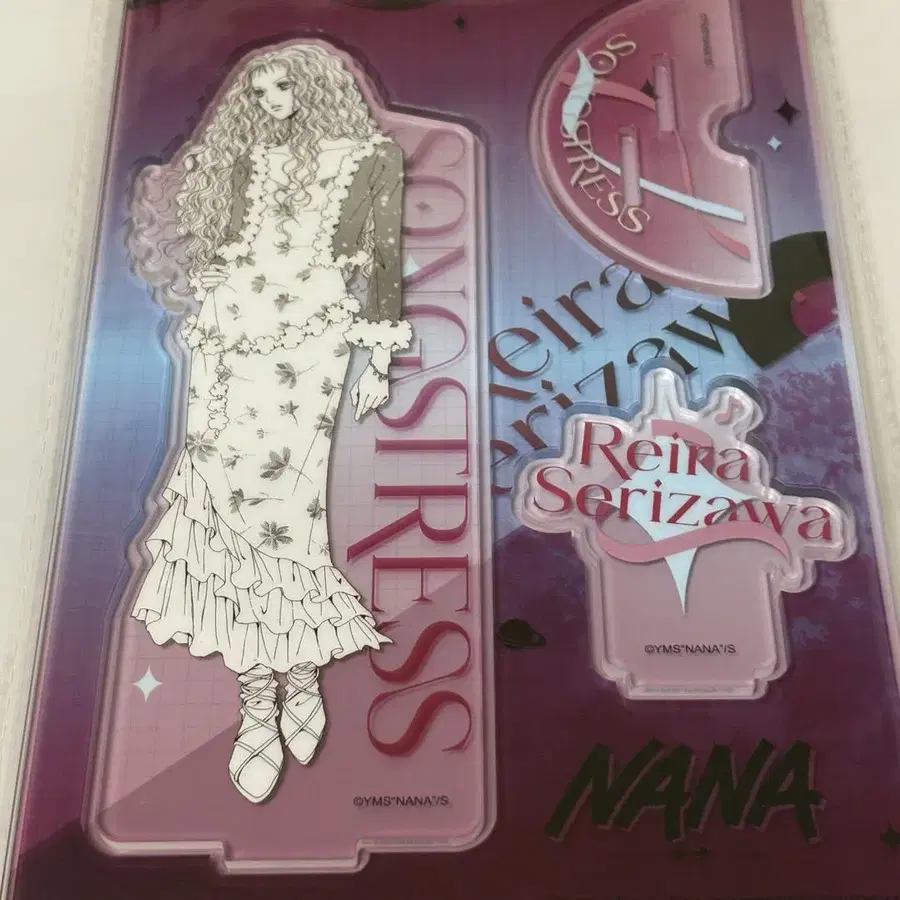 SONGSTRESS
SONGSTRESS
Reira
Serizawa
Reira
Serizawa
©YMS"NANA"/S
©YMS"NANA"/S.
NANA